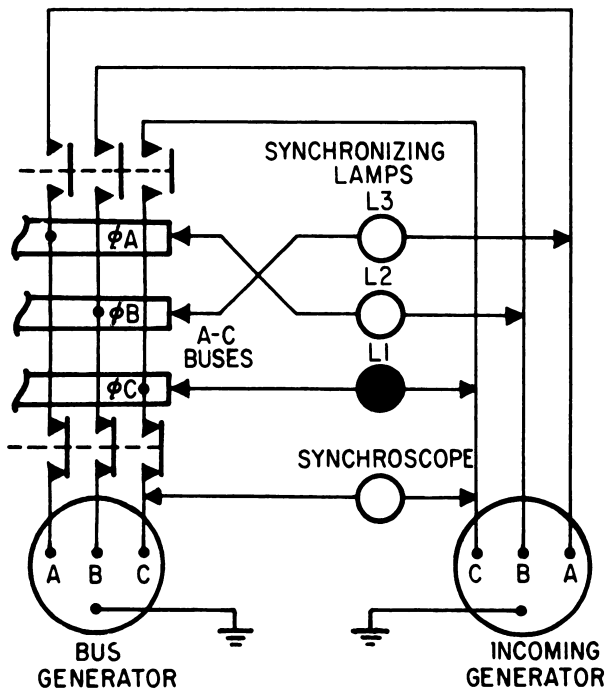 SYNCHRONIZING
LAMPS
L3
ϕA
L2
ϕB
A-C
BUSES
L1
ϕC
SYNCHROSCOPE
A B C
C B A
BUS
GENERATOR
INCOMING
GENERATOR